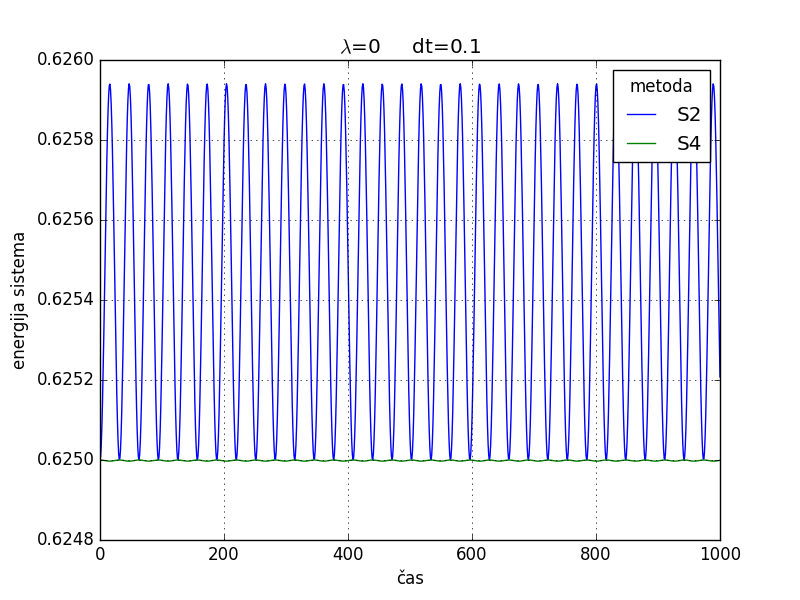 λ=0 dt=0.1
0.6260
0.6258
0.6256
0.6254
0.6252
0.6250
0.6248
energija sistema
metoda
S2
S4
0 200 400 600 800 1000
čas